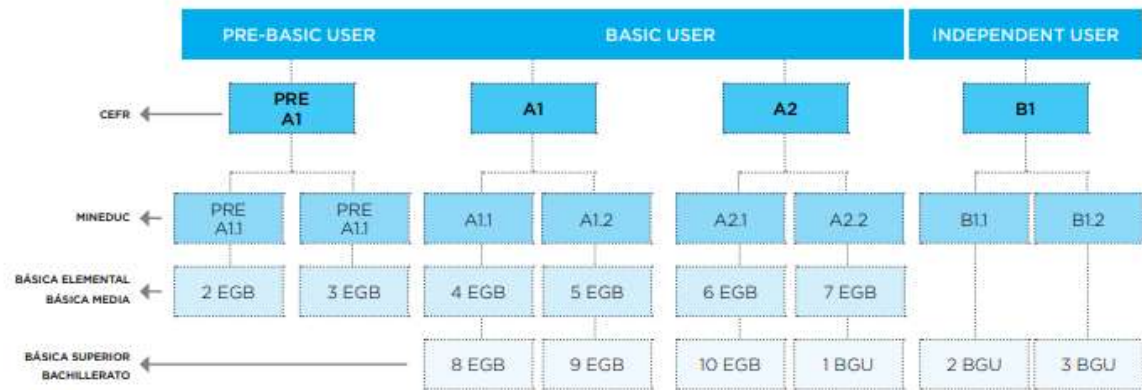 PRE-BASIC USER BASIC USER INDEPENDENT USER
CEFR
PRE
A1
A1
A2
B1
MINEDUC
PRE
A1.1
PRE
A1.1
A1.1
A1.2
A2.1
A2.2
B1.1
B1.2
BÁSICA ELEMENTAL
BÁSICA MEDIA
2 EGB
3 EGB
4 EGB
5 EGB
6 EGB
7 EGB
BÁSICA SUPERIOR
BACHILLERATO
8 EGB
9 EGB
10 EGB
1 BGU
2 BGU
3 BGU